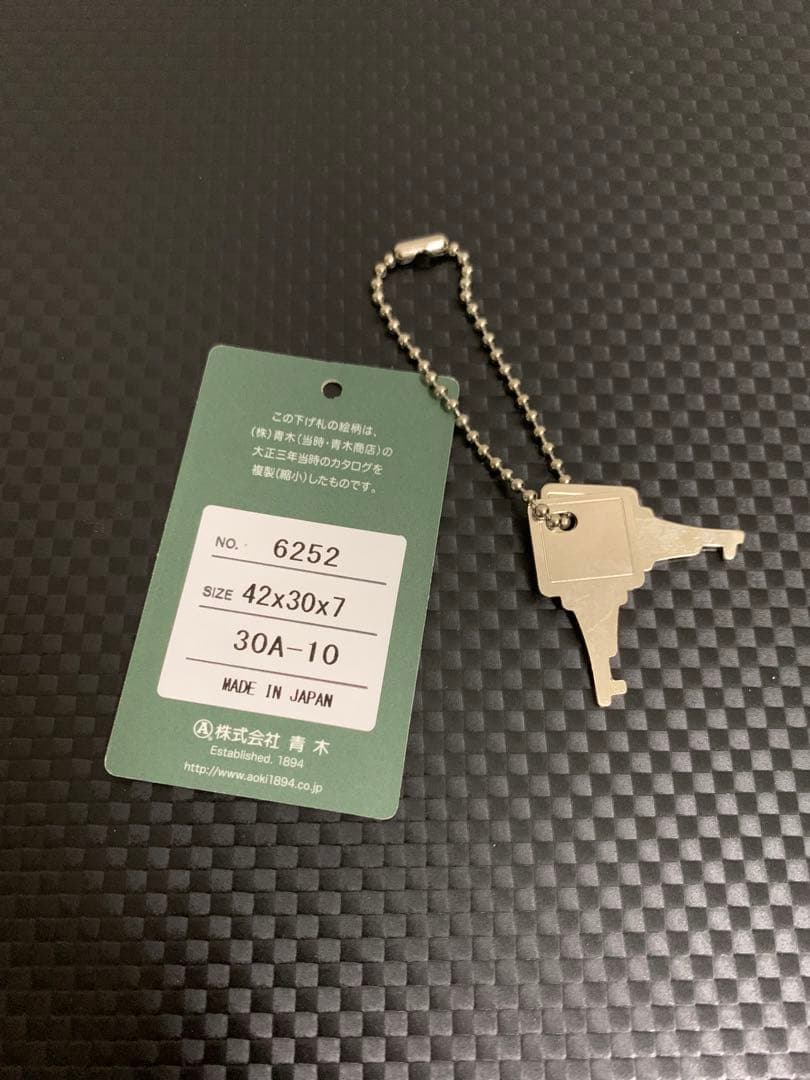 この下げ札の絵柄は、
(株)青木(当時・青木商店)の
大正三年当時のカタログを
複製(縮小)したものです。
NO. 6252
SIZE 42x30x7
30A-10
MADE IN JAPAN
A 株式会社 青木
Established. 1894
http://www.aoki1894.co.jp